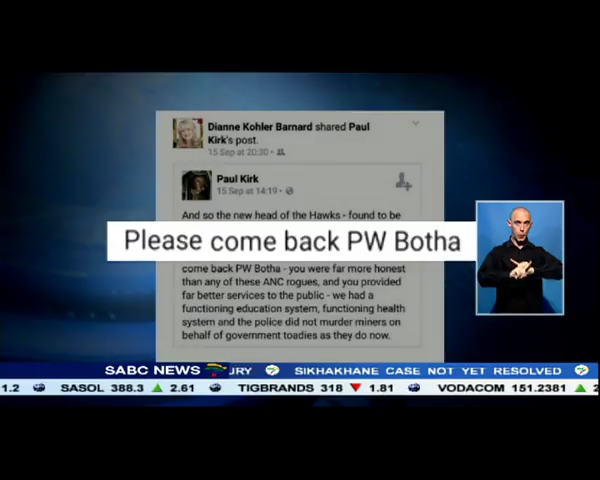 Dianne Kohler Barnard shared Paul
Kirk's post.
15 Sep at 20:30 •
Paul Kirk
15 Sep at 14:19 •
And so the new head of the Hawks - found to be
Please come back PW Botha
come back PW Botha - you were far more honest
than any of these ANC rogues, and you provided
far better services to the public - we had a
functioning education system, functioning health
system and the police did not murder miners on
behalf of government toadies as they do now.
SABC NEWS JRY SIKHAKHANE CASE NOT YET RESOLVED
1.2 SASOL 388.3 ▲ 2.61 TIGBRANDS 318 ▼ 1.81 VODACOM 151.2381 ▲ 2